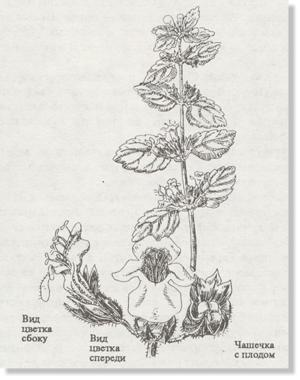 Вид
цветка
сбоку
Вид
цветка
спереди
Чашечка
с плодом